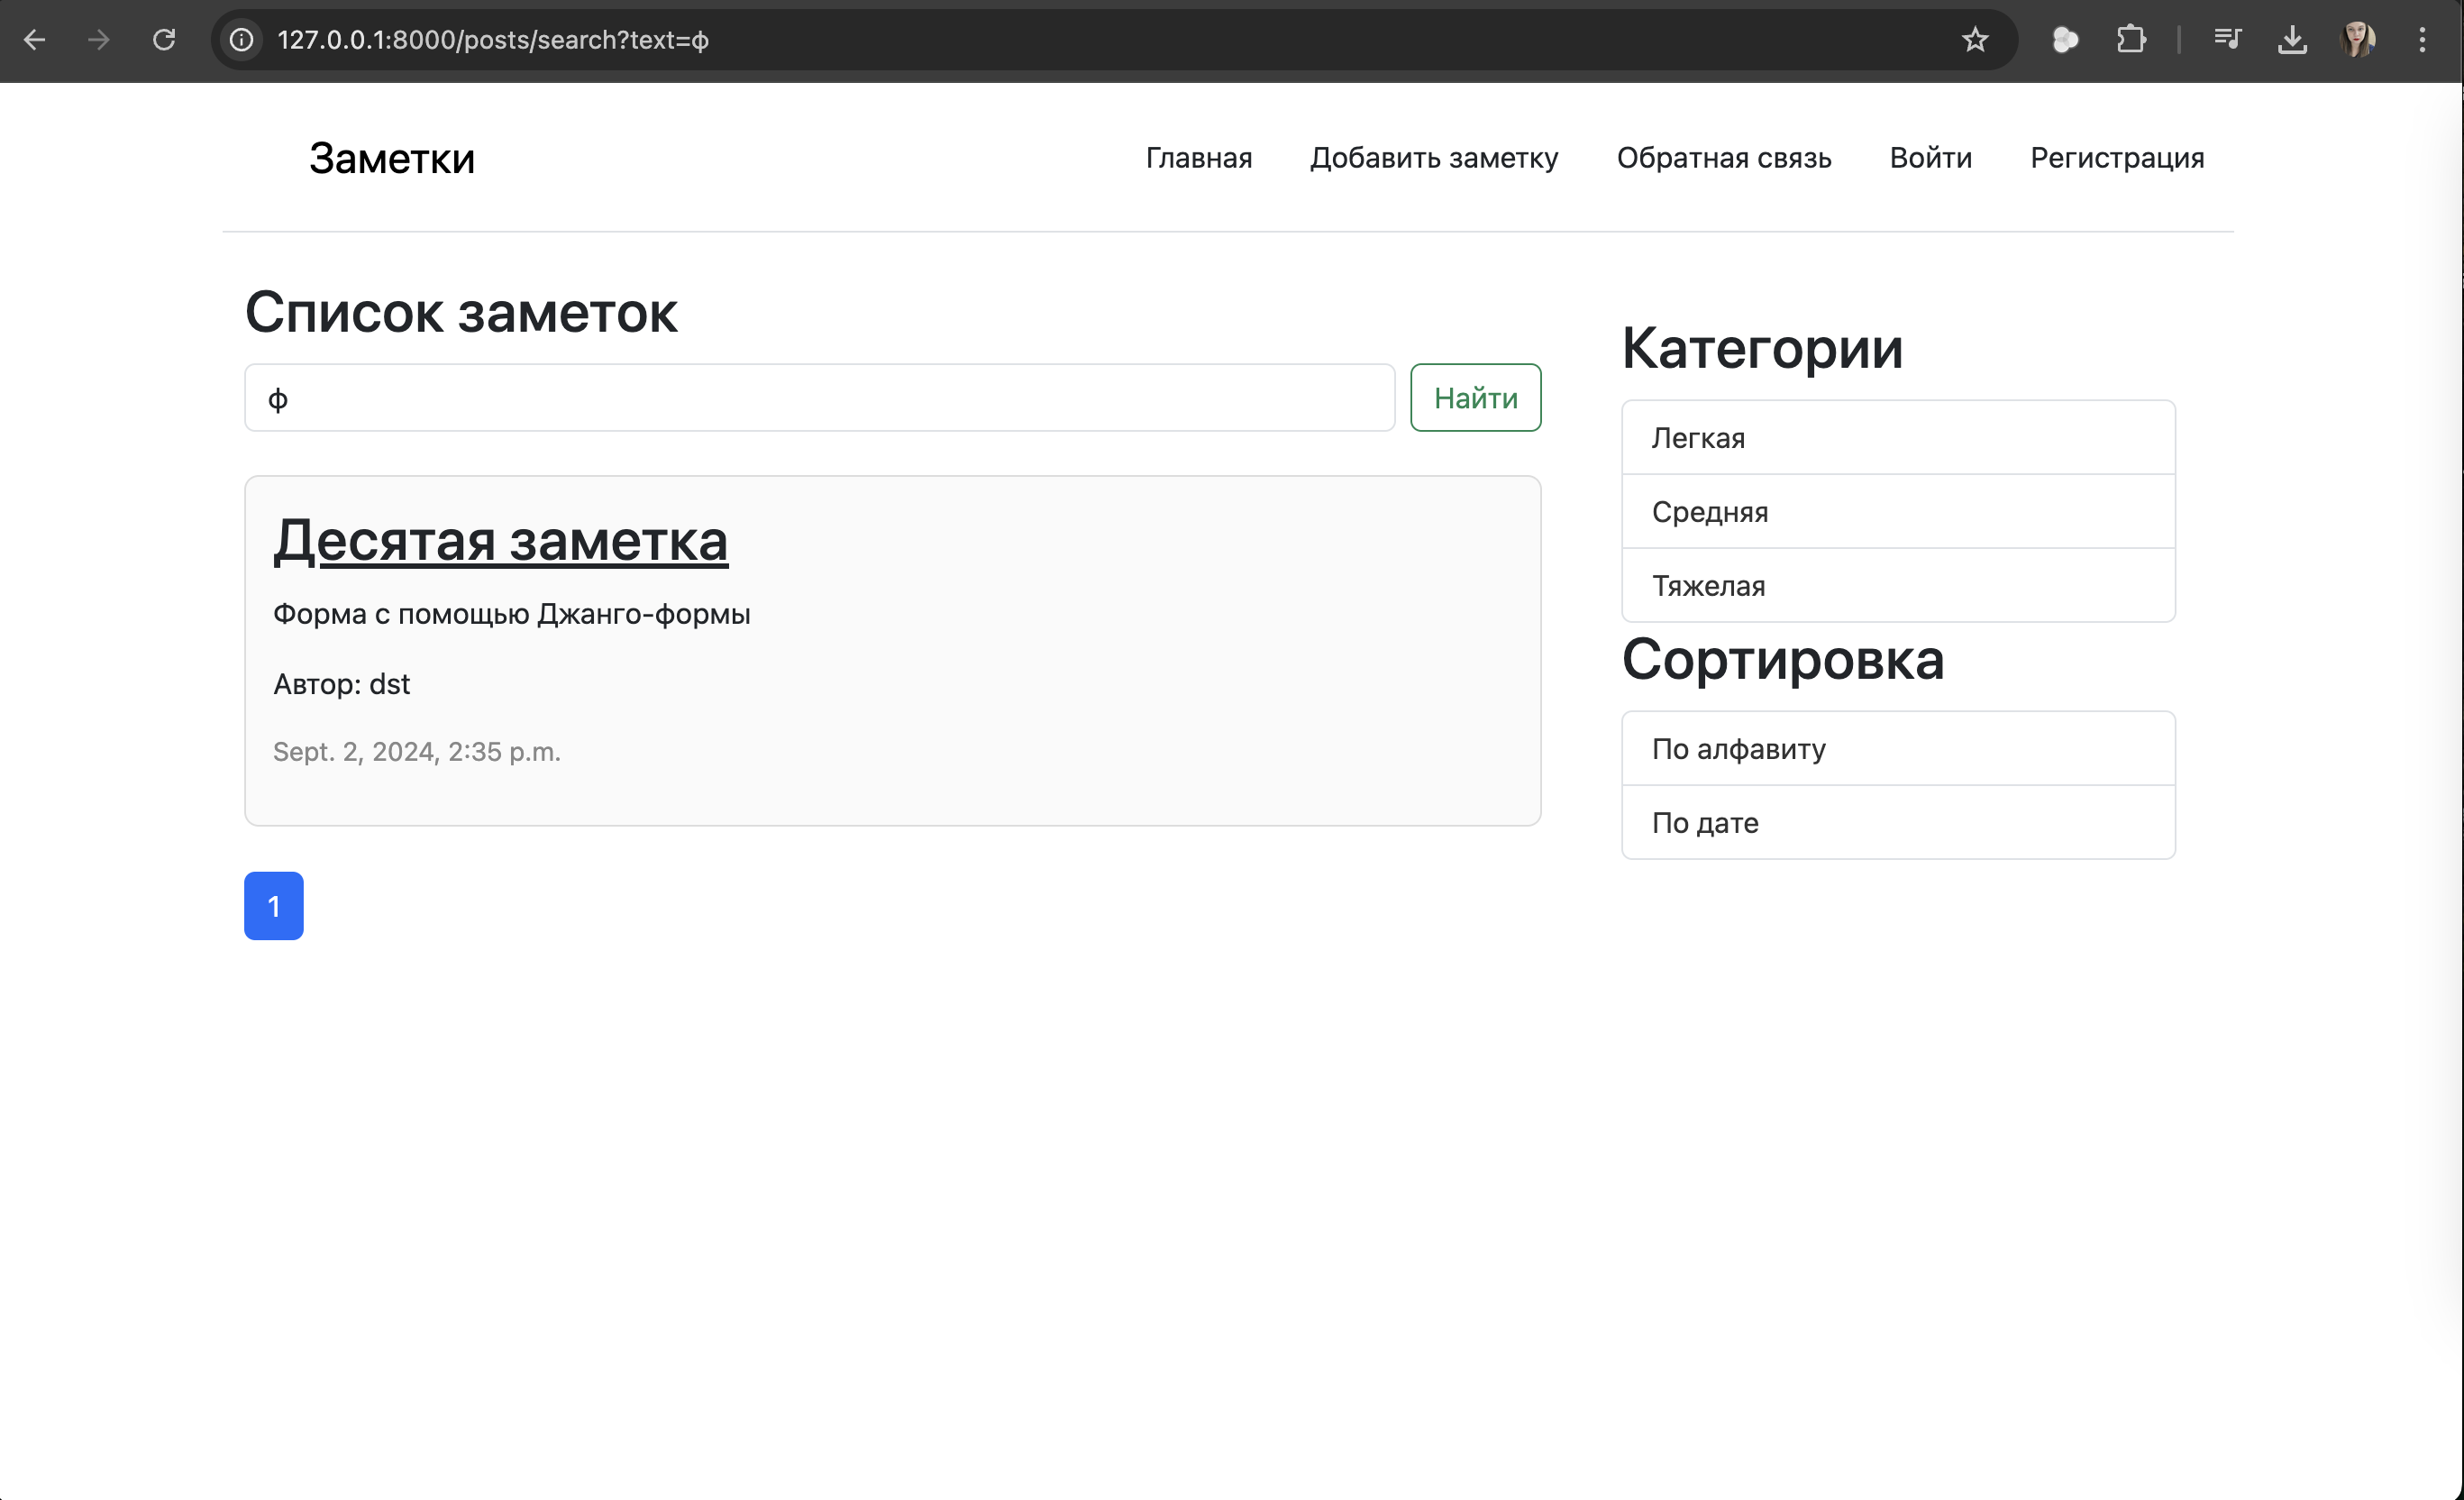 127.0.0.1:8000/posts/search?text=ф
Заметки
Главная Добавить заметку Обратная связь Войти Регистрация
Список заметок
ф
Найти
Десятая заметка
Форма с помощью Джанго-формы
Автор: dst
Sept. 2, 2024, 2:35 p.m.
1
Категории
Легкая
Средняя
Тяжелая
Сортировка
По алфавиту
По дате